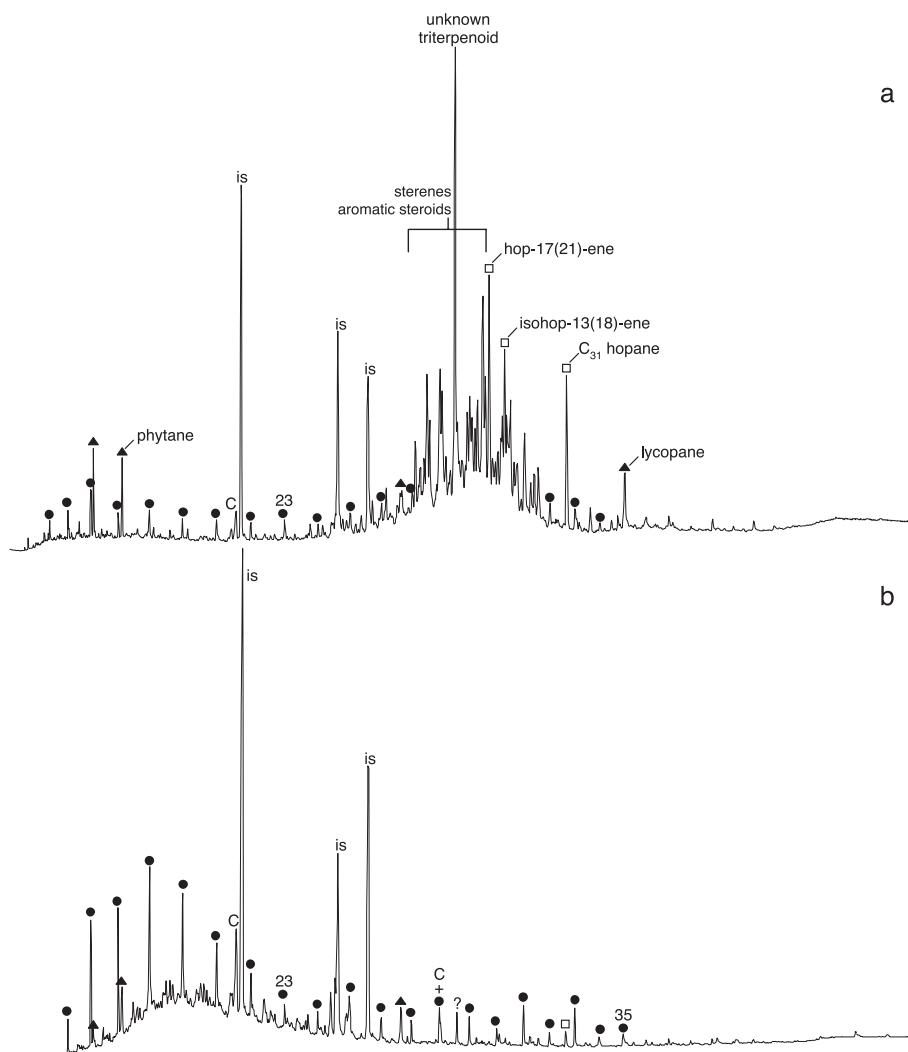 unknown
triterpenoid
a
is
sterenes
aromatic steroids
hop-17(21)-ene
is
isohop-13(18)-ene
C31 hopane
is
phytane
lycopane
C
23
b
is
is
is
C
23
C
+
?
35